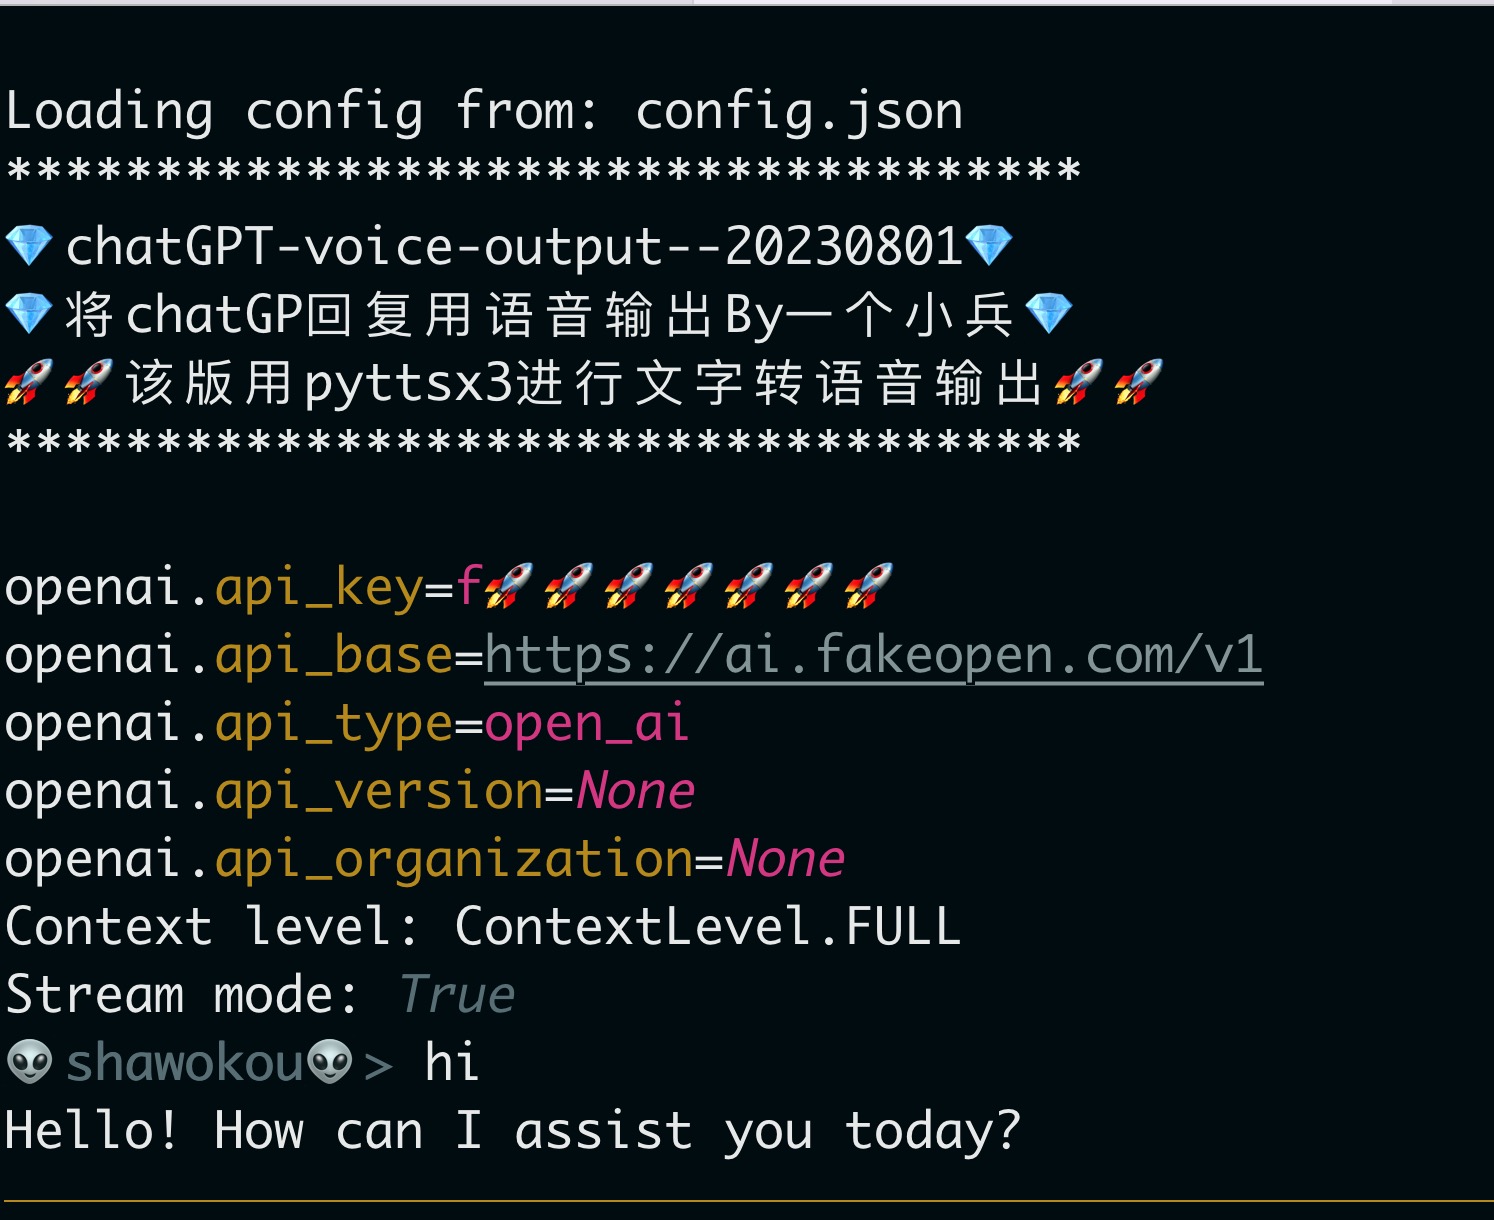 Loading config from: config.json
************************************
💎chatGPT-voice-output--20230801💎
💎将chatGP回复用语音输出By一个小兵💎
🚀🚀该版用pyttsx3进行文字转语音输出🚀🚀
************************************
openai.api_key=f🚀🚀🚀🚀🚀🚀🚀
openai.api_base=https://ai.fakeopen.com/v1
openai.api_type=open_ai
openai.api_version=None
openai.api_organization=None
Context level: ContextLevel.FULL
Stream mode: True
👽shawokou👽> hi
Hello! How can I assist you today?